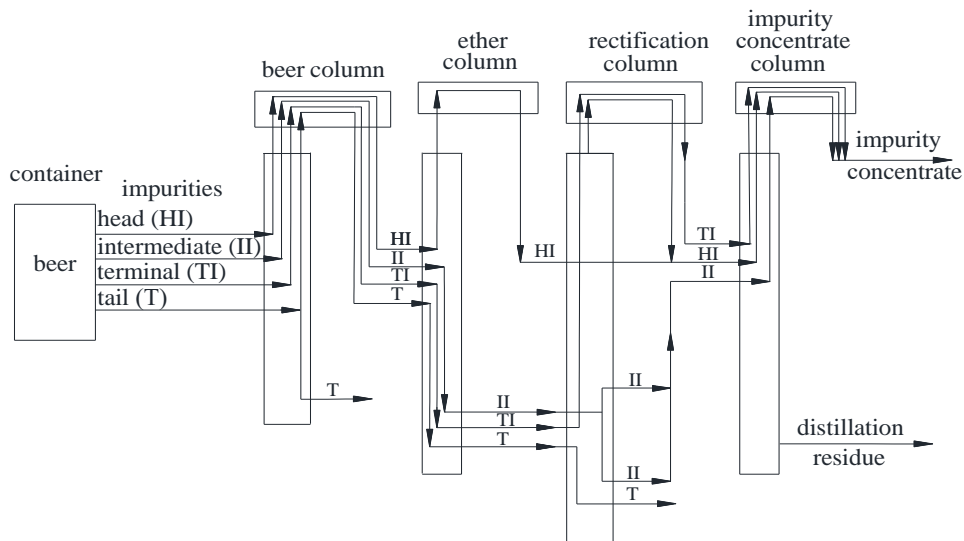 beer column
ether
column
rectification
column
impurity
concentrate
column
container
impurities
beer
head (HI)
intermediate (II)
terminal (TI)
tail (T)
T
HI
II
TI
T
HI
II
TI
T
II
II
T
TI
HI
II
impurity
concentrate
distillation
residue